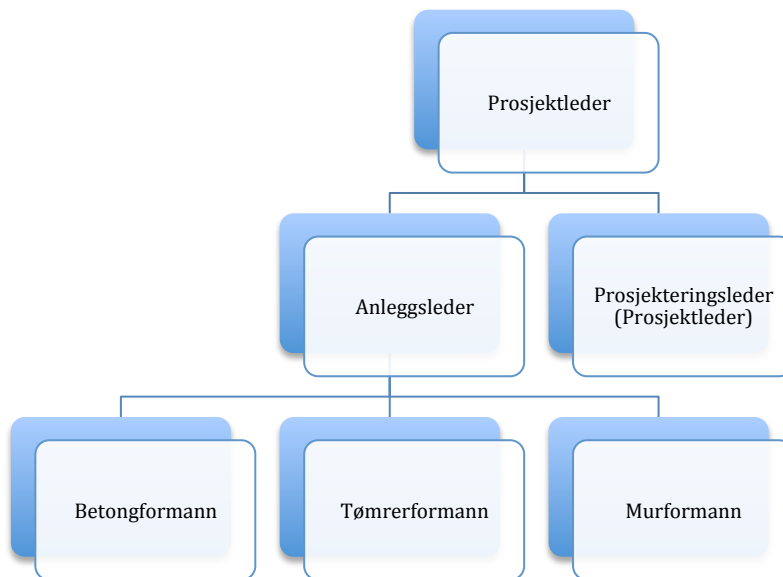 Prosjektleder
Anleggsleder
Prosjekteringsleder
(Prosjektleder)
Betongformann
Tømrerformann
Murformann